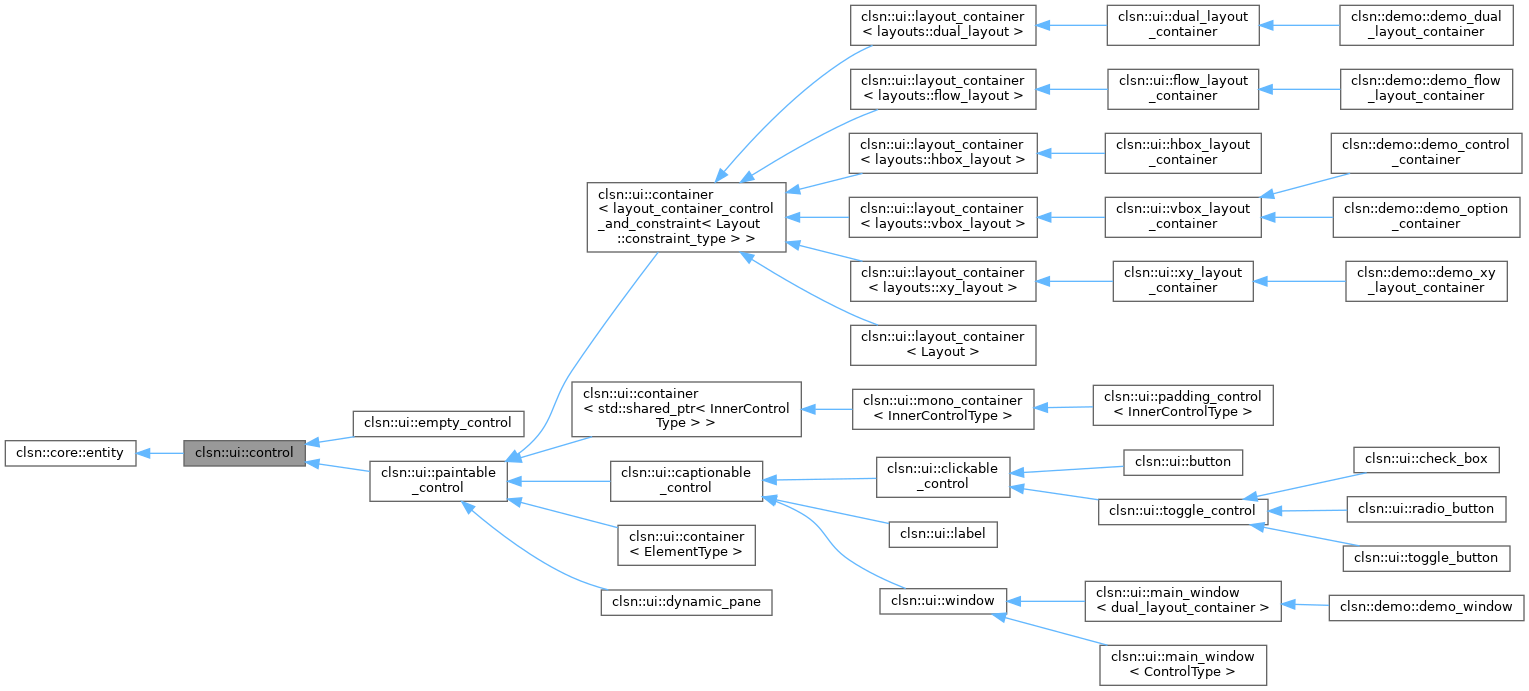 clsn::core::entity
clsn::ui::control
clsn::ui::empty_control
clsn::ui::paintable
_control
clsn::ui::container
< layout_container_control
_and_constraint< Layout
::constraint_type > >
clsn::ui::container
< std::shared_ptr< InnerControl
Type > >
clsn::ui::captionable
_control
clsn::ui::container
< ElementType >
clsn::ui::dynamic_pane
clsn::ui::layout_container
< layouts::dual_layout >
clsn::ui::layout_container
< layouts::flow_layout >
clsn::ui::layout_container
< layouts::hbox_layout >
clsn::ui::layout_container
< layouts::vbox_layout >
clsn::ui::layout_container
< layouts::xy_layout >
clsn::ui::layout_container
< Layout >
clsn::ui::mono_container
< InnerControlType >
clsn::ui::clickable
_control
clsn::ui::label
clsn::ui::window
clsn::ui::dual_layout
_container
clsn::ui::flow_layout
_container
clsn::ui::hbox_layout
_container
clsn::ui::vbox_layout
_container
clsn::ui::xy_layout
_container
clsn::ui::padding_control
< InnerControlType >
clsn::ui::button
clsn::ui::toggle_control
clsn::ui::main_window
< dual_layout_container >
clsn::ui::main_window
< ControlType >
clsn::demo::demo_dual
_layout_container
clsn::demo::demo_flow
_layout_container
clsn::demo::demo_control
_container
clsn::demo::demo_option
_container
clsn::demo::demo_xy
_layout_container
clsn::ui::check_box
clsn::ui::radio_button
clsn::ui::toggle_button
clsn::demo::demo_window